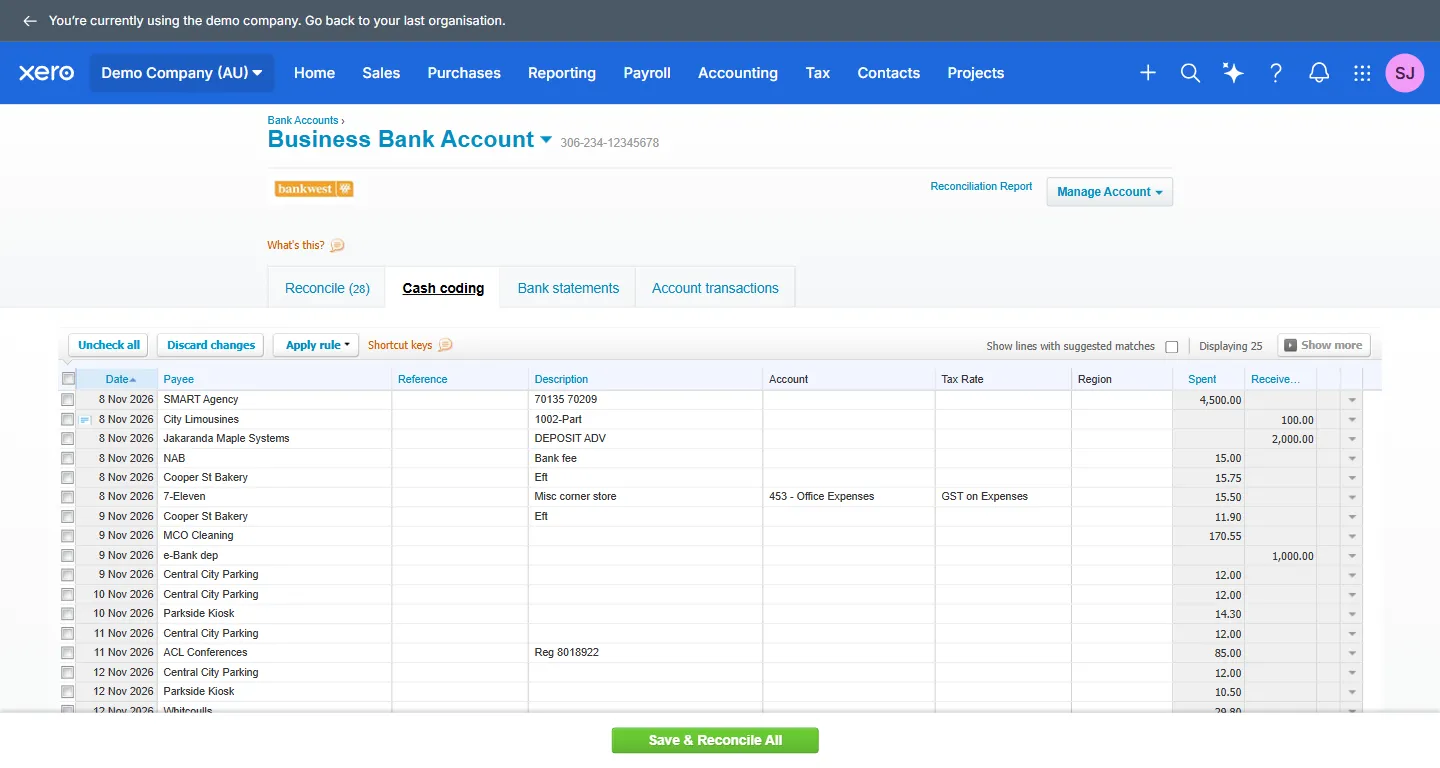 You're currently using the demo company. Go back to your last organisation.
xero Demo Company (AU) Home Sales Purchases Reporting Payroll Accounting Tax Contacts Projects SJ
Bank Accounts ›
Business Bank Account 306-234-12345678
bankwest Reconciliation Report Manage Account
What's this?
Reconcile (28) Cash coding Bank statements Account transactions
Uncheck all Discard changes Apply rule Shortcut keys Show lines with suggested matches Displaying 25 Show more
Date Payee Reference Description Account Tax Rate Region Spent Receive...
8 Nov 2026 SMART Agency 70135 70209 4,500.00
8 Nov 2026 City Limousines 1002-Part 100.00
8 Nov 2026 Jakaranda Maple Systems DEPOSIT ADV 2,000.00
8 Nov 2026 NAB Bank fee 15.00
8 Nov 2026 Cooper St Bakery Eft 15.75
8 Nov 2026 7-Eleven Misc corner store 453 - Office Expenses GST on Expenses 15.50
9 Nov 2026 Cooper St Bakery Eft 11.90
9 Nov 2026 MCO Cleaning 170.55
9 Nov 2026 e-Bank dep 1,000.00
9 Nov 2026 Central City Parking 12.00
10 Nov 2026 Central City Parking 12.00
10 Nov 2026 Parkside Kiosk 14.30
11 Nov 2026 Central City Parking 12.00
11 Nov 2026 ACL Conferences Reg 8018922 85.00
12 Nov 2026 Central City Parking 12.00
12 Nov 2026 Parkside Kiosk 10.50
12 Nov 2026 Whitcoulls 29.80
Save & Reconcile All